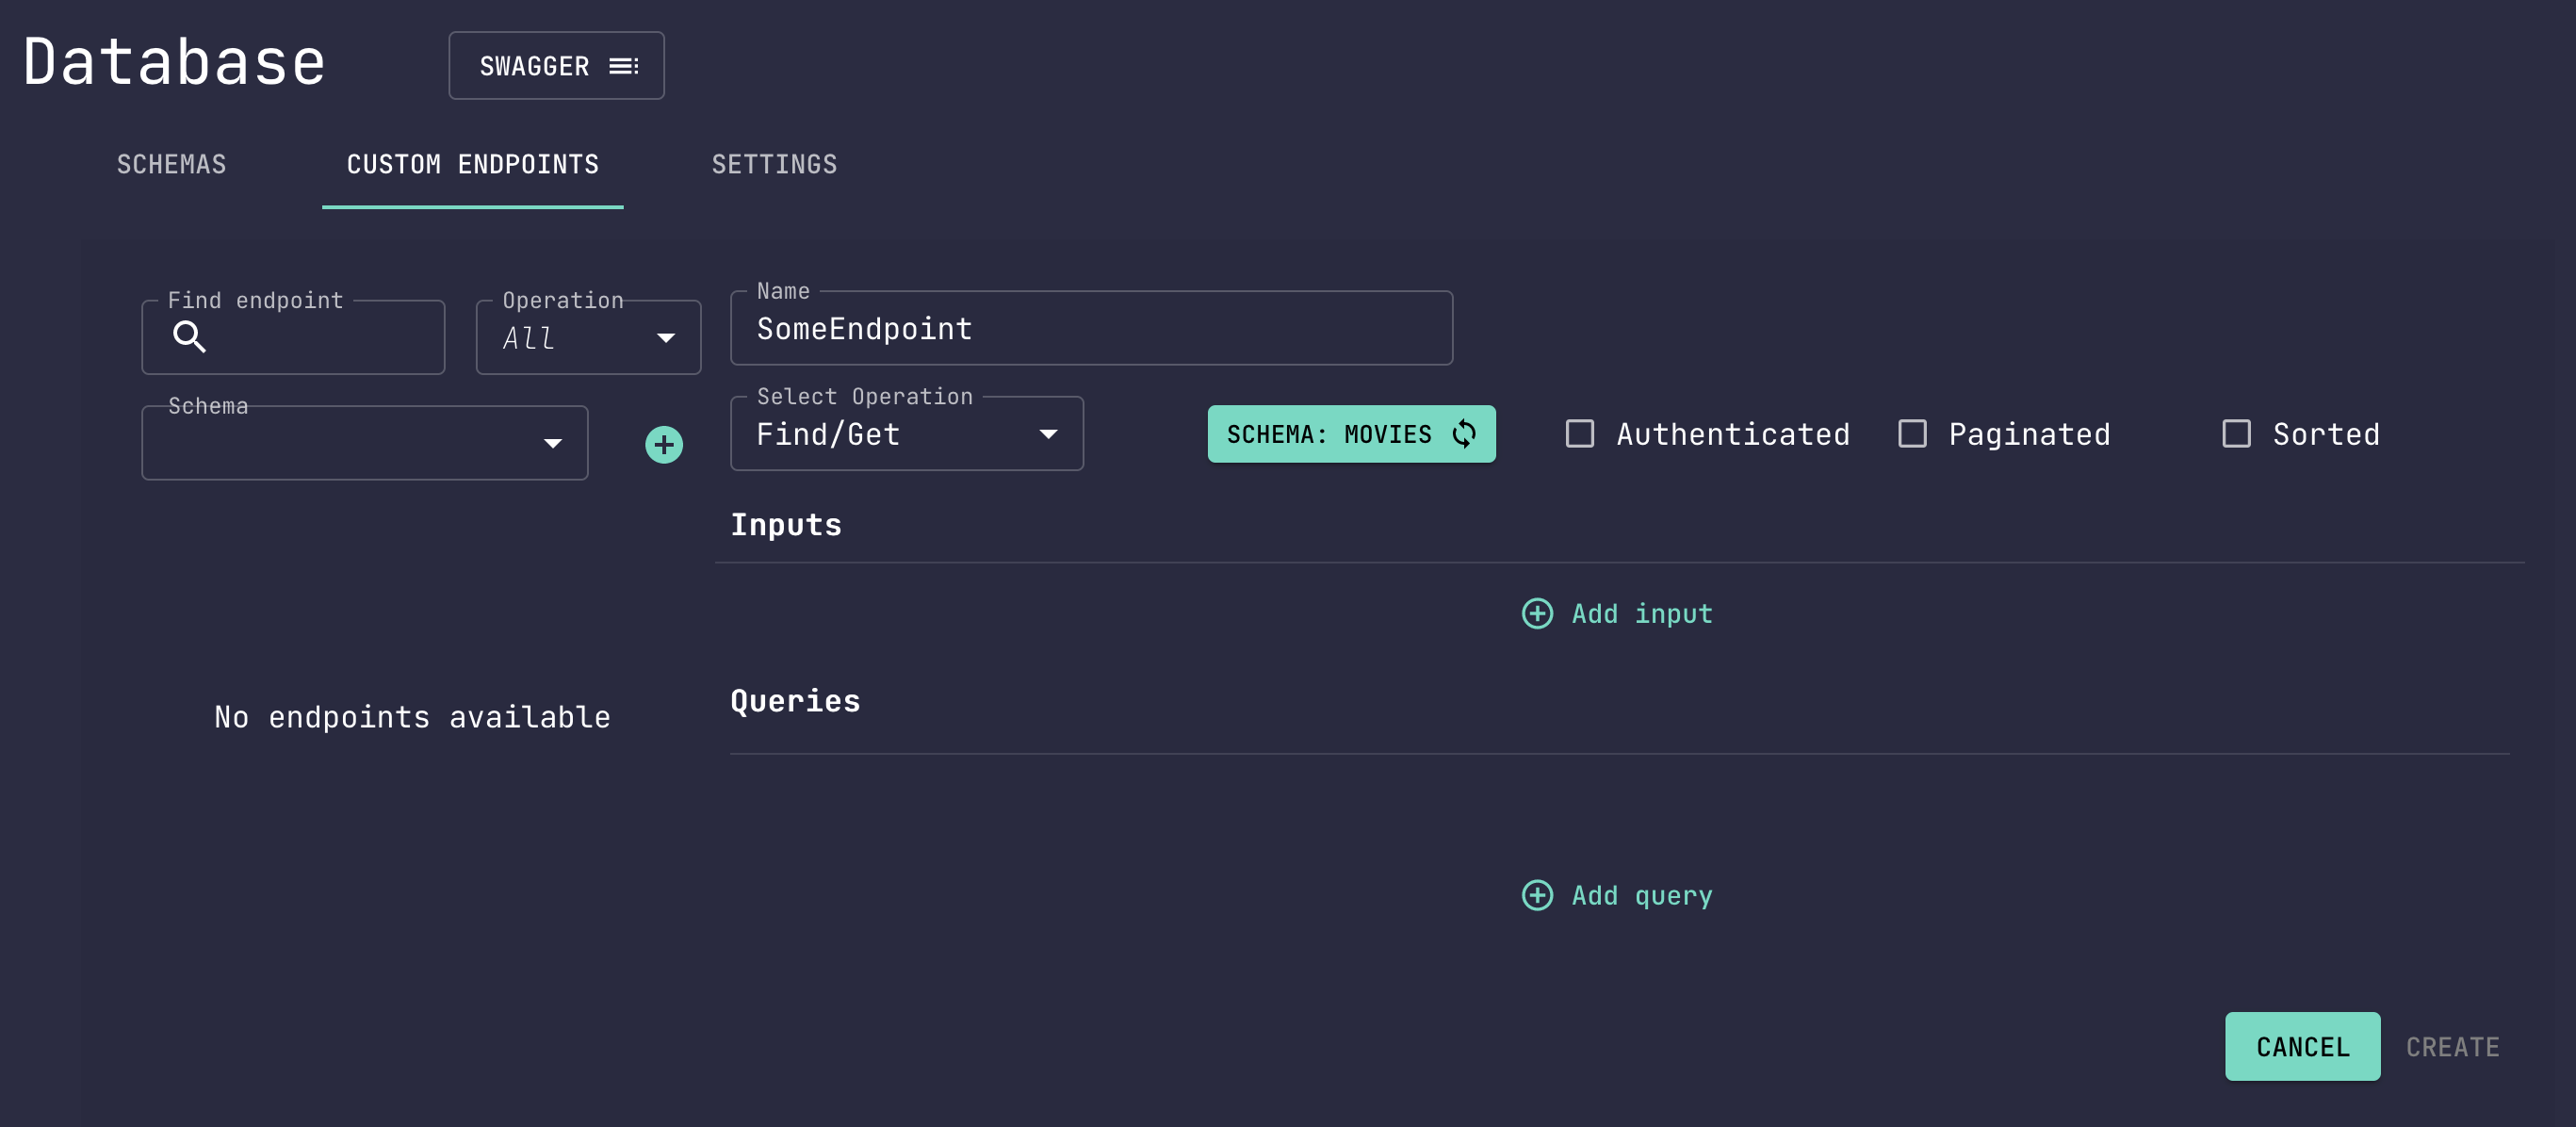 Database
SWAGGER
SCHEMAS
CUSTOM ENDPOINTS
SETTINGS
Find endpoint
Operation
All
Schema
No endpoints available
Name
SomeEndpoint
Select Operation
Find/Get
SCHEMA: MOVIES
Authenticated
Paginated
Sorted
Inputs
Add input
Queries
Add query
CANCEL
CREATE